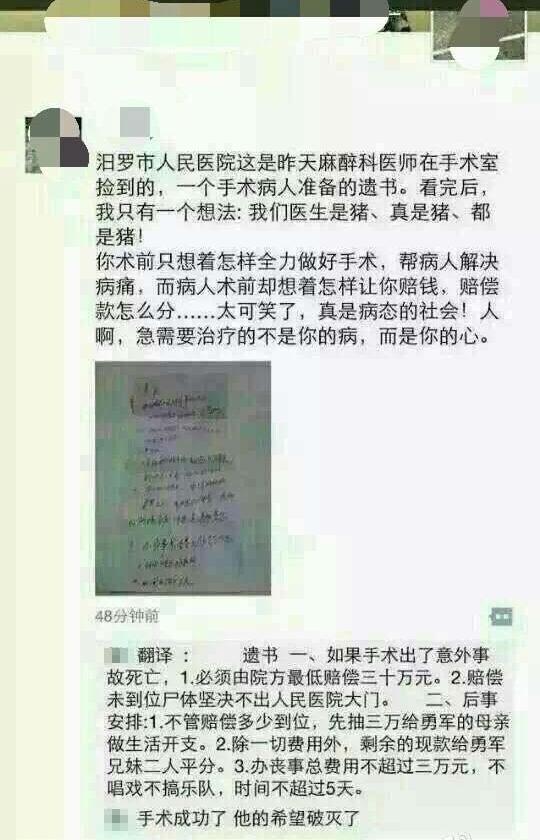 汨罗市人民医院这是昨天麻醉科医师在手术室
捡到的，一个手术病人准备的遗书。看完后，
我只有一个想法: 我们医生是猪、真是猪、都
是猪！
你术前只想着怎样全力做好手术，帮病人解决
病痛，而病人术前却想着怎样让你赔钱，赔偿
款怎么分……太可笑了，真是病态的社会！人
啊，急需要治疗的不是你的病，而是你的心。
48分钟前
翻译： 遗书 一、如果手术出了意外事
故死亡，1.必须由院方最低赔偿三十万元。2.赔偿
未到位尸体坚决不出人民医院大门。 二、后事
安排:1.不管赔偿多少到位，先抽三万给勇军的母亲
做生活开支。2.除一切费用外，剩余的现款给勇军
兄妹二人平分。3.办丧事总费用不超过三万元，不
唱戏不搞乐队，时间不超过5天。
手术成功了 他的希望破灭了